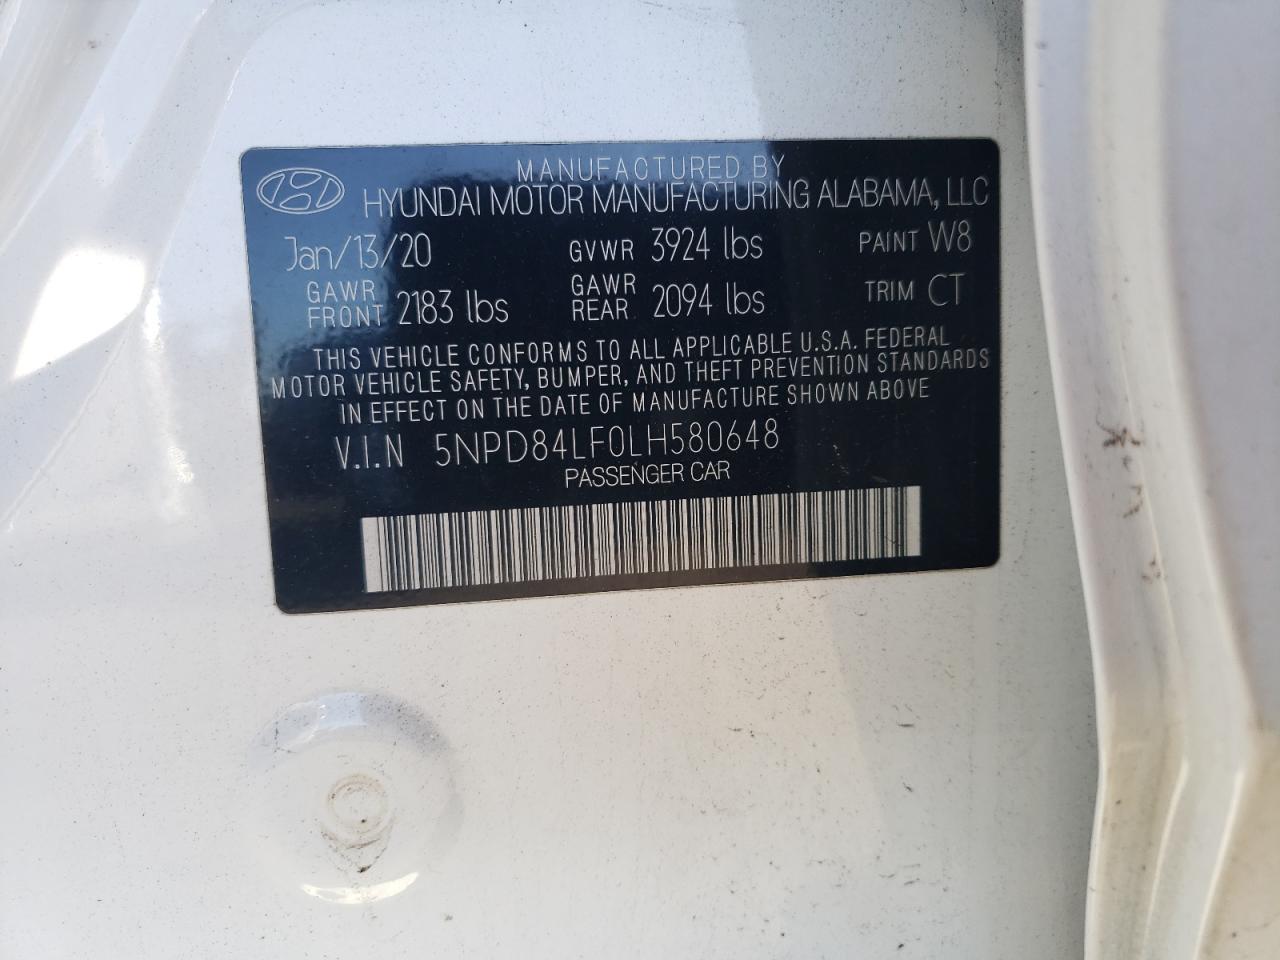 MANUFACTURED BY
HYUNDAI MOTOR MANUFACTURING ALABAMA, LLC
Jan/13/20 GVWR 3924 lbs PAINT W8
GAWR FRONT 2183 lbs GAWR REAR 2094 lbs TRIM CT
THIS VEHICLE CONFORMS TO ALL APPLICABLE U.S.A. FEDERAL
MOTOR VEHICLE SAFETY, BUMPER, AND THEFT PREVENTION STANDARDS
IN EFFECT ON THE DATE OF MANUFACTURE SHOWN ABOVE
V.I.N 5NPD84LF0LH580648
PASSENGER CAR